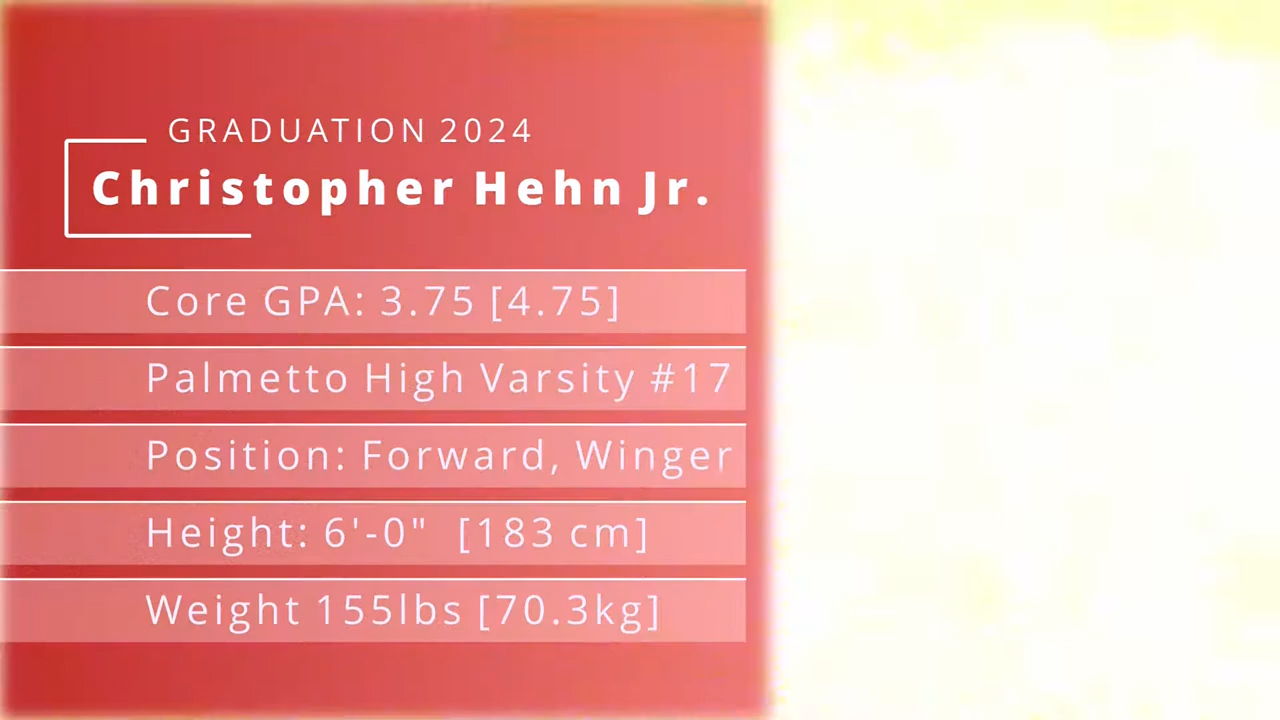 GRADUATION 2024
Christopher Hehn Jr.
Core GPA: 3.75 [4.75]
Palmetto High Varsity #17
Position: Forward, Winger
Height: 6'-0" [183 cm]
Weight 155lbs [70.3kg]